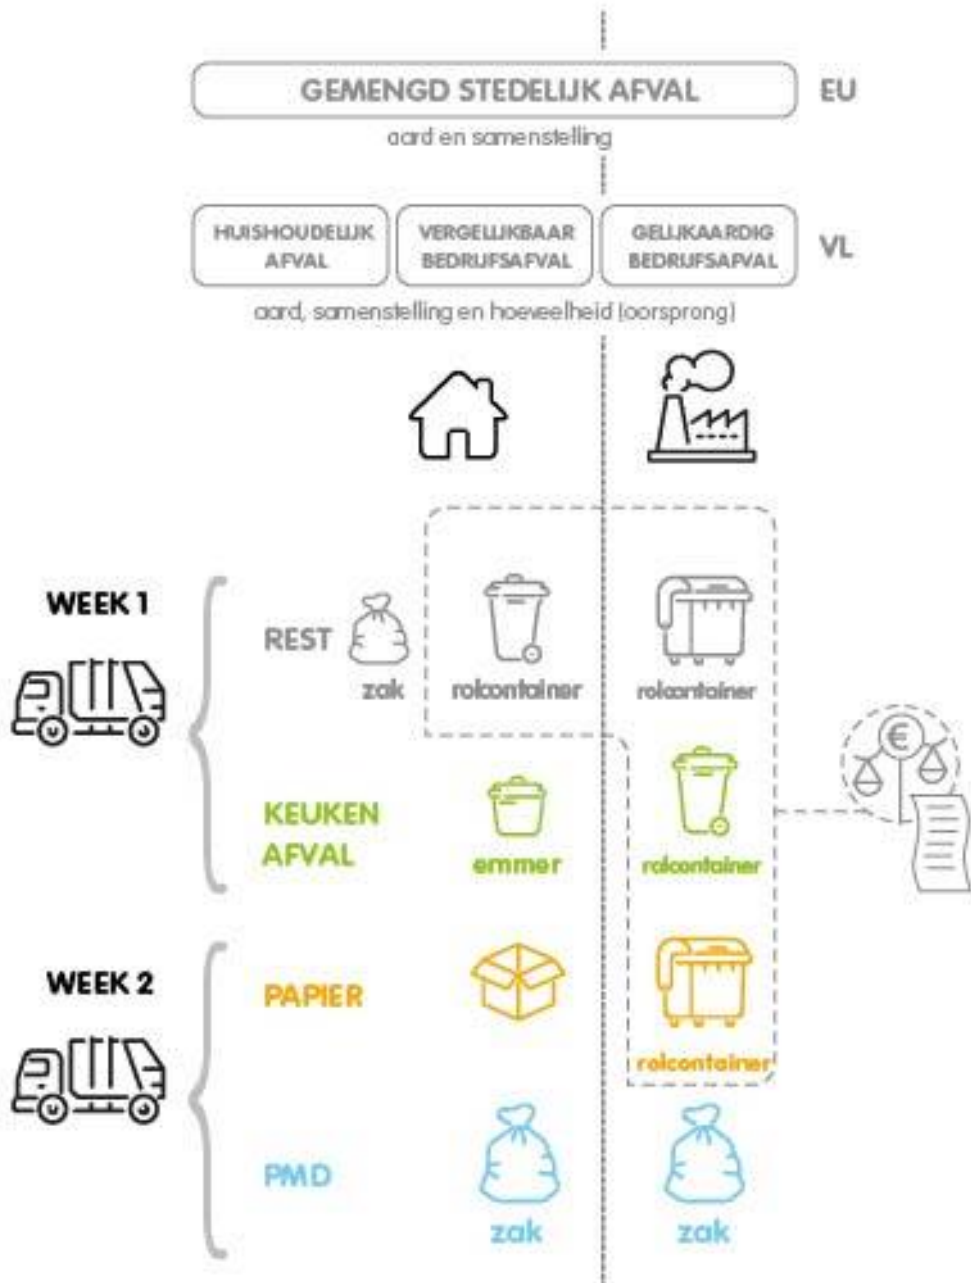 GEMENGD STEDELIJK AFVAL
EU
aard en samenstelling
HUISHOUDELIJK
AFVAL
VERGELIJKBAAR
BEDRIJFSAFVAL
GELIJKAARDIG
BEDRIJFSAFVAL
VL
aard, samenstelling en hoeveelheid (oorsprong)
WEEK 1
REST
zak
rolcontainer
rolcontainer
€
KEUKEN
AFVAL
emmer
rolcontainer
WEEK 2
PAPIER
rolcontainer
PMD
zak
zak